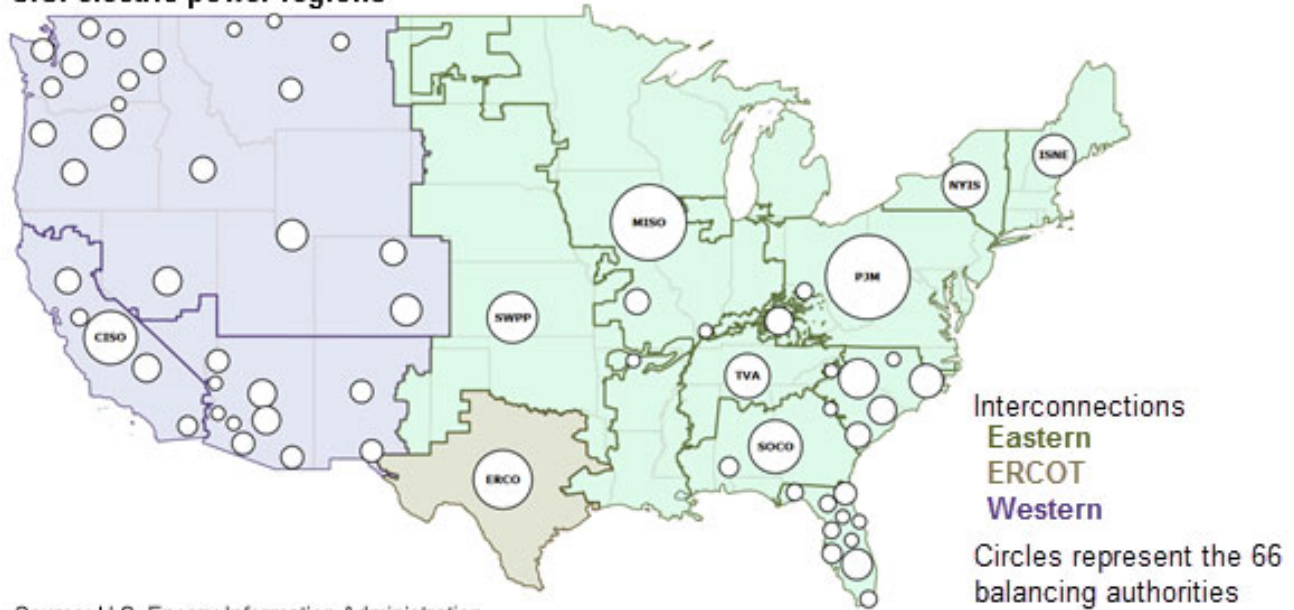 U.S. electric power regions
ISNE
NYIS
MISO
PJM
SWPP
CISO
TVA
SOCO
ERCO
Interconnections
Eastern
ERCOT
Western
Circles represent the 66
balancing authorities
Source: U.S. Energy Information Administration